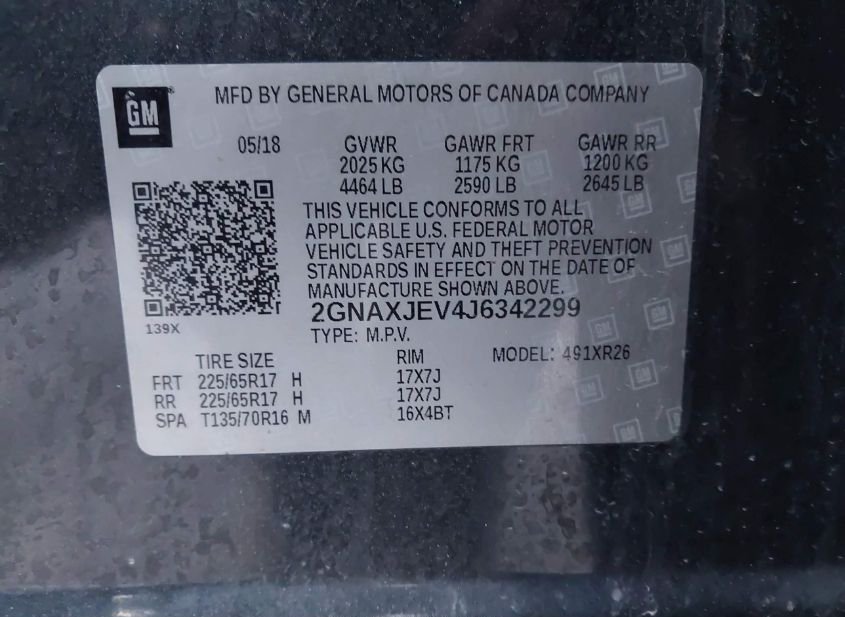 GM
MFD BY GENERAL MOTORS OF CANADA COMPANY
05/18 GVWR GAWR FRT GAWR RR
2025 KG 1175 KG 1200 KG
4464 LB 2590 LB 2645 LB
THIS VEHICLE CONFORMS TO ALL
APPLICABLE U.S. FEDERAL MOTOR
VEHICLE SAFETY AND THEFT PREVENTION
STANDARDS IN EFFECT ON THE DATE OF
MANUFACTURE SHOWN ABOVE.
2GNAXJEV4J6342299
139X
TYPE: M.P.V.
TIRE SIZE RIM MODEL: 491XR26
FRT 225/65R17 H 17X7J
RR 225/65R17 H 17X7J
SPA T135/70R16 M 16X4BT